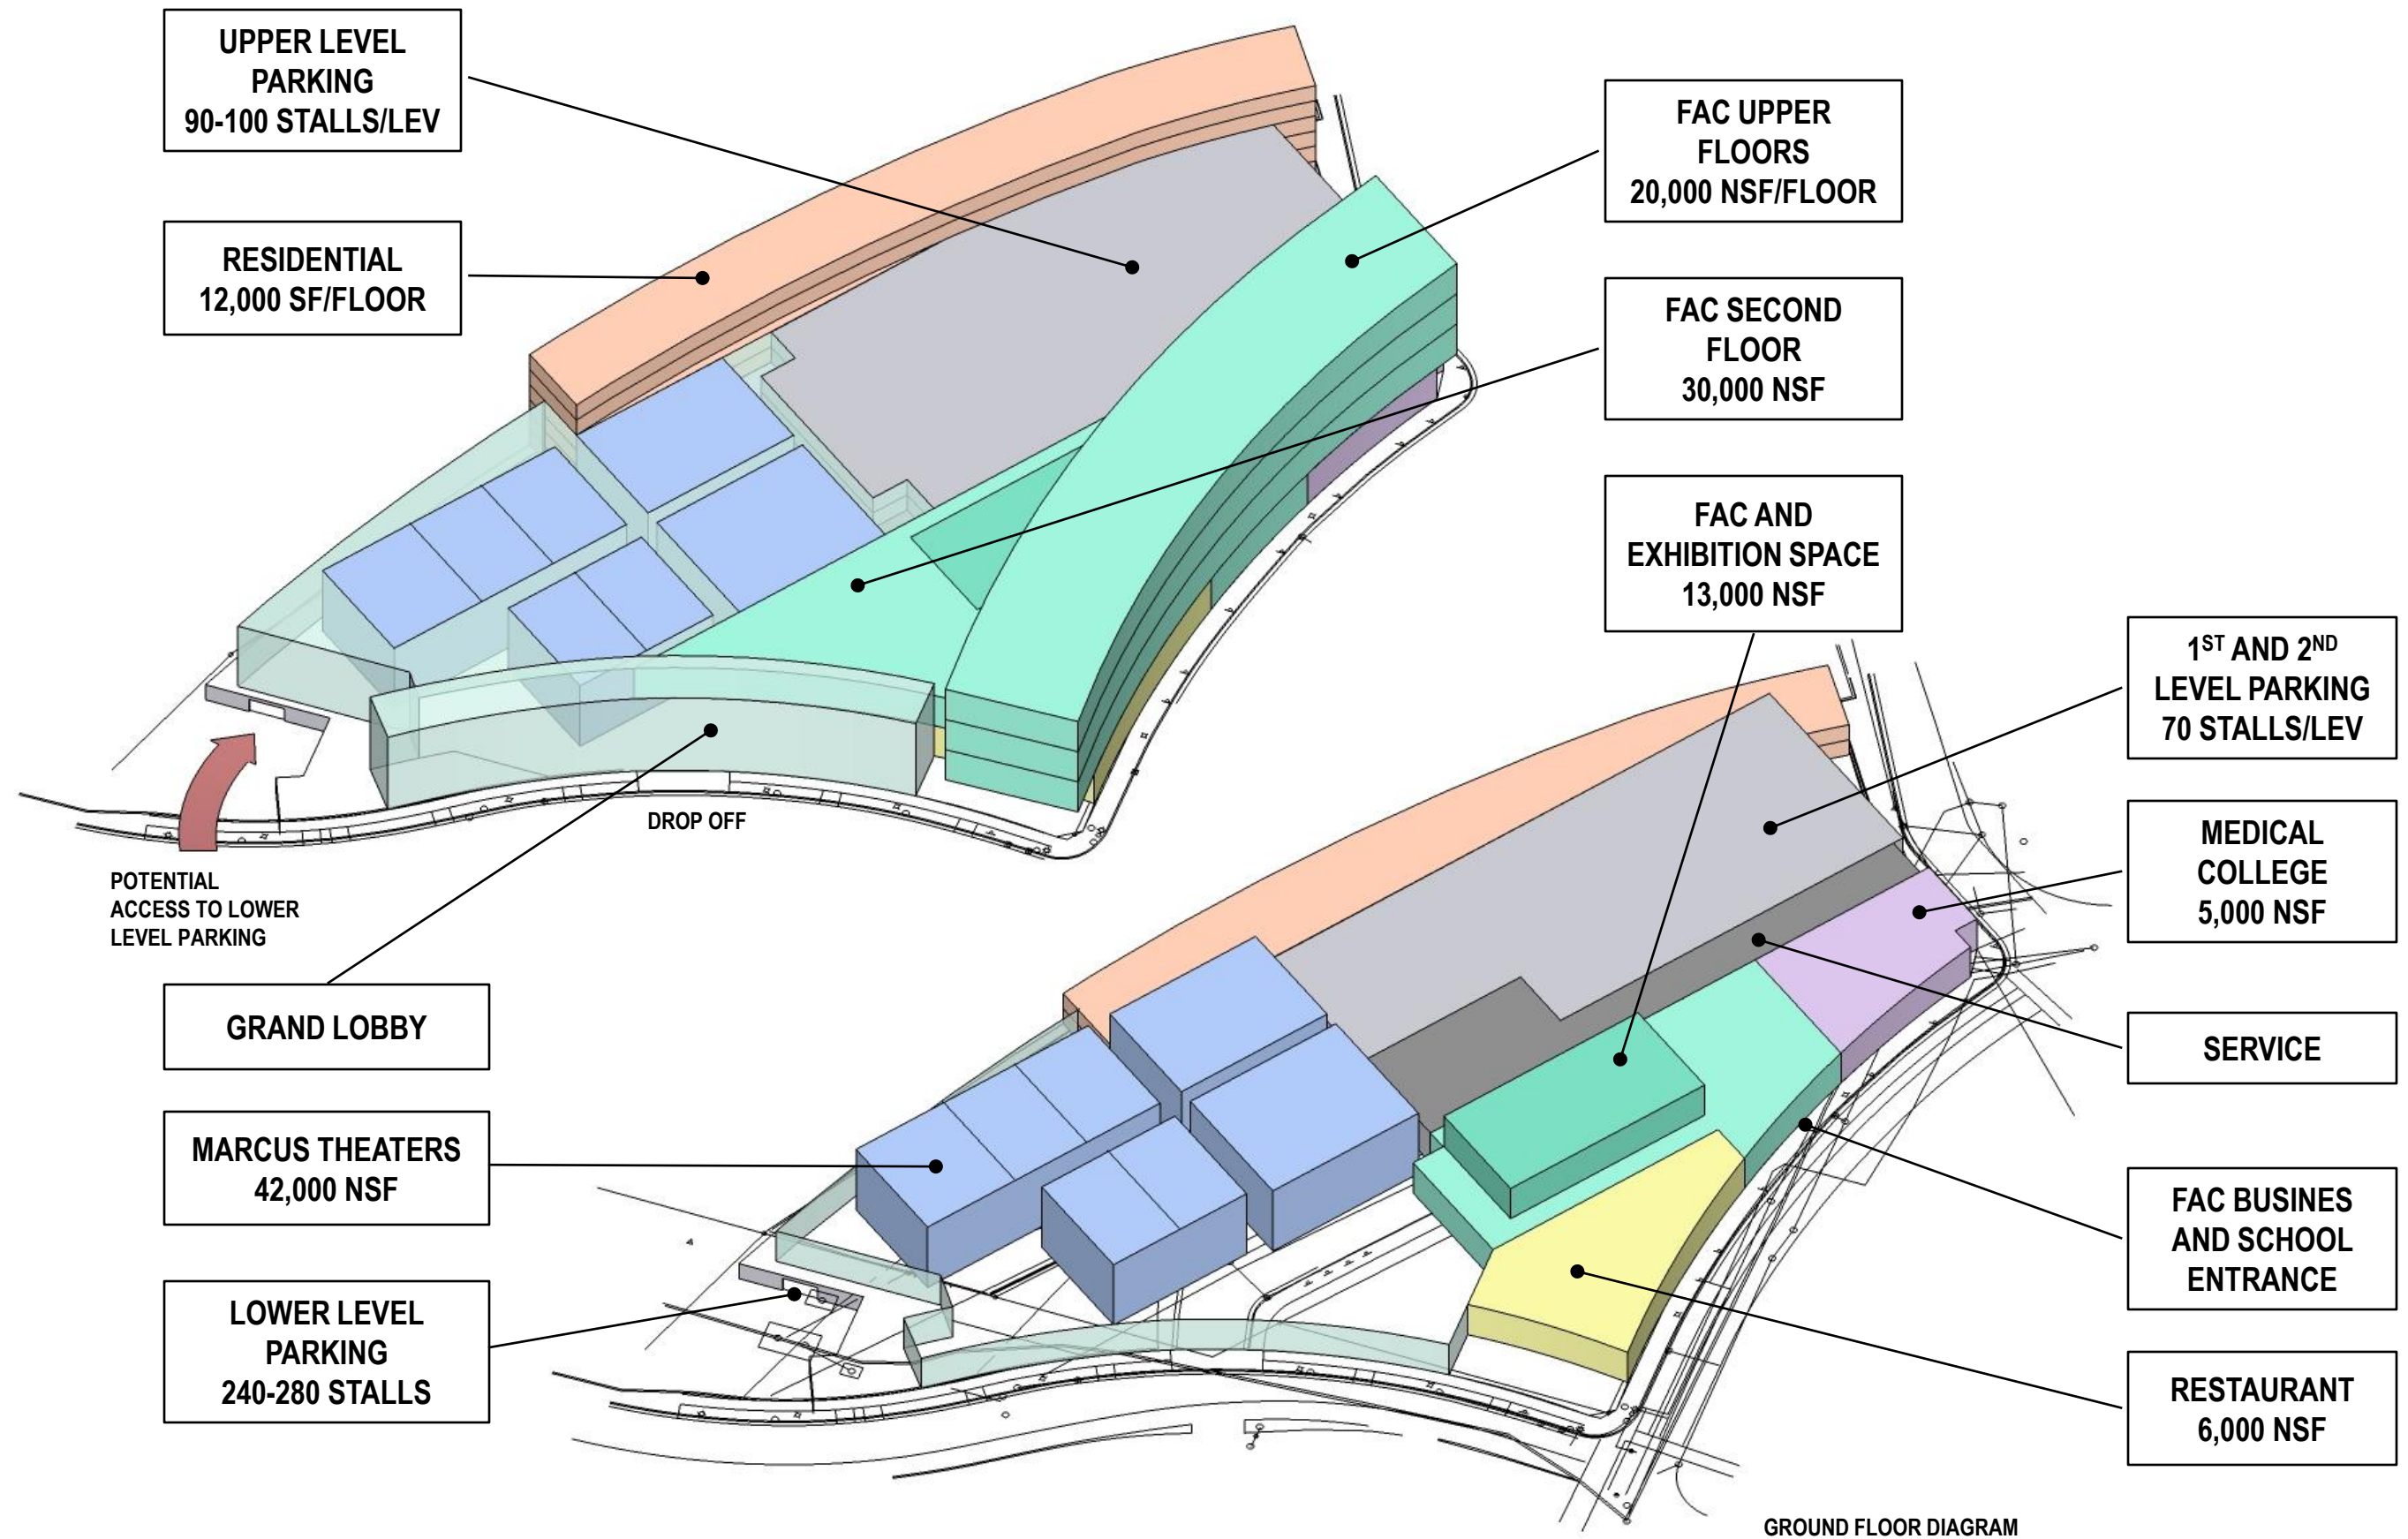 UPPER LEVEL
PARKING
90-100 STALLS/LEV
RESIDENTIAL
12,000 SF/FLOOR
FAC UPPER
FLOORS
20,000 NSF/FLOOR
FAC SECOND
FLOOR
30,000 NSF
FAC AND
EXHIBITION SPACE
13,000 NSF
1ST AND 2ND
LEVEL PARKING
70 STALLS/LEV
DROP OFF
POTENTIAL
ACCESS TO LOWER
LEVEL PARKING
MEDICAL
COLLEGE
5,000 NSF
GRAND LOBBY
SERVICE
MARCUS THEATERS
42,000 NSF
FAC BUSINES
AND SCHOOL
ENTRANCE
LOWER LEVEL
PARKING
240-280 STALLS
RESTAURANT
6,000 NSF
GROUND FLOOR DIAGRAM